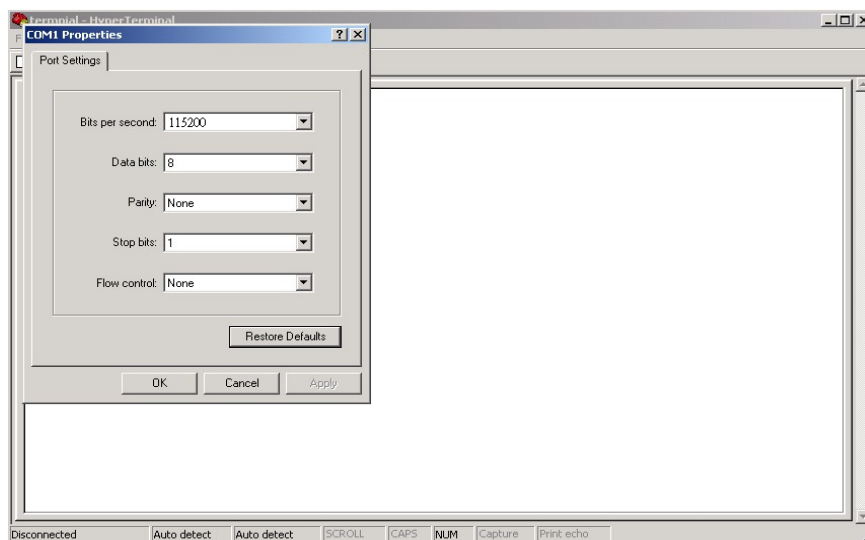 termpial - HyperTerminal
COM1 Properties
F
Port Settings
Bits per second: 115200
Data bits: 8
Parity: None
Stop bits: 1
Flow control: None
Restore Defaults
OK Cancel Apply
Disconnected Auto detect Auto detect SCROLL CAPS NUM Capture Print echo